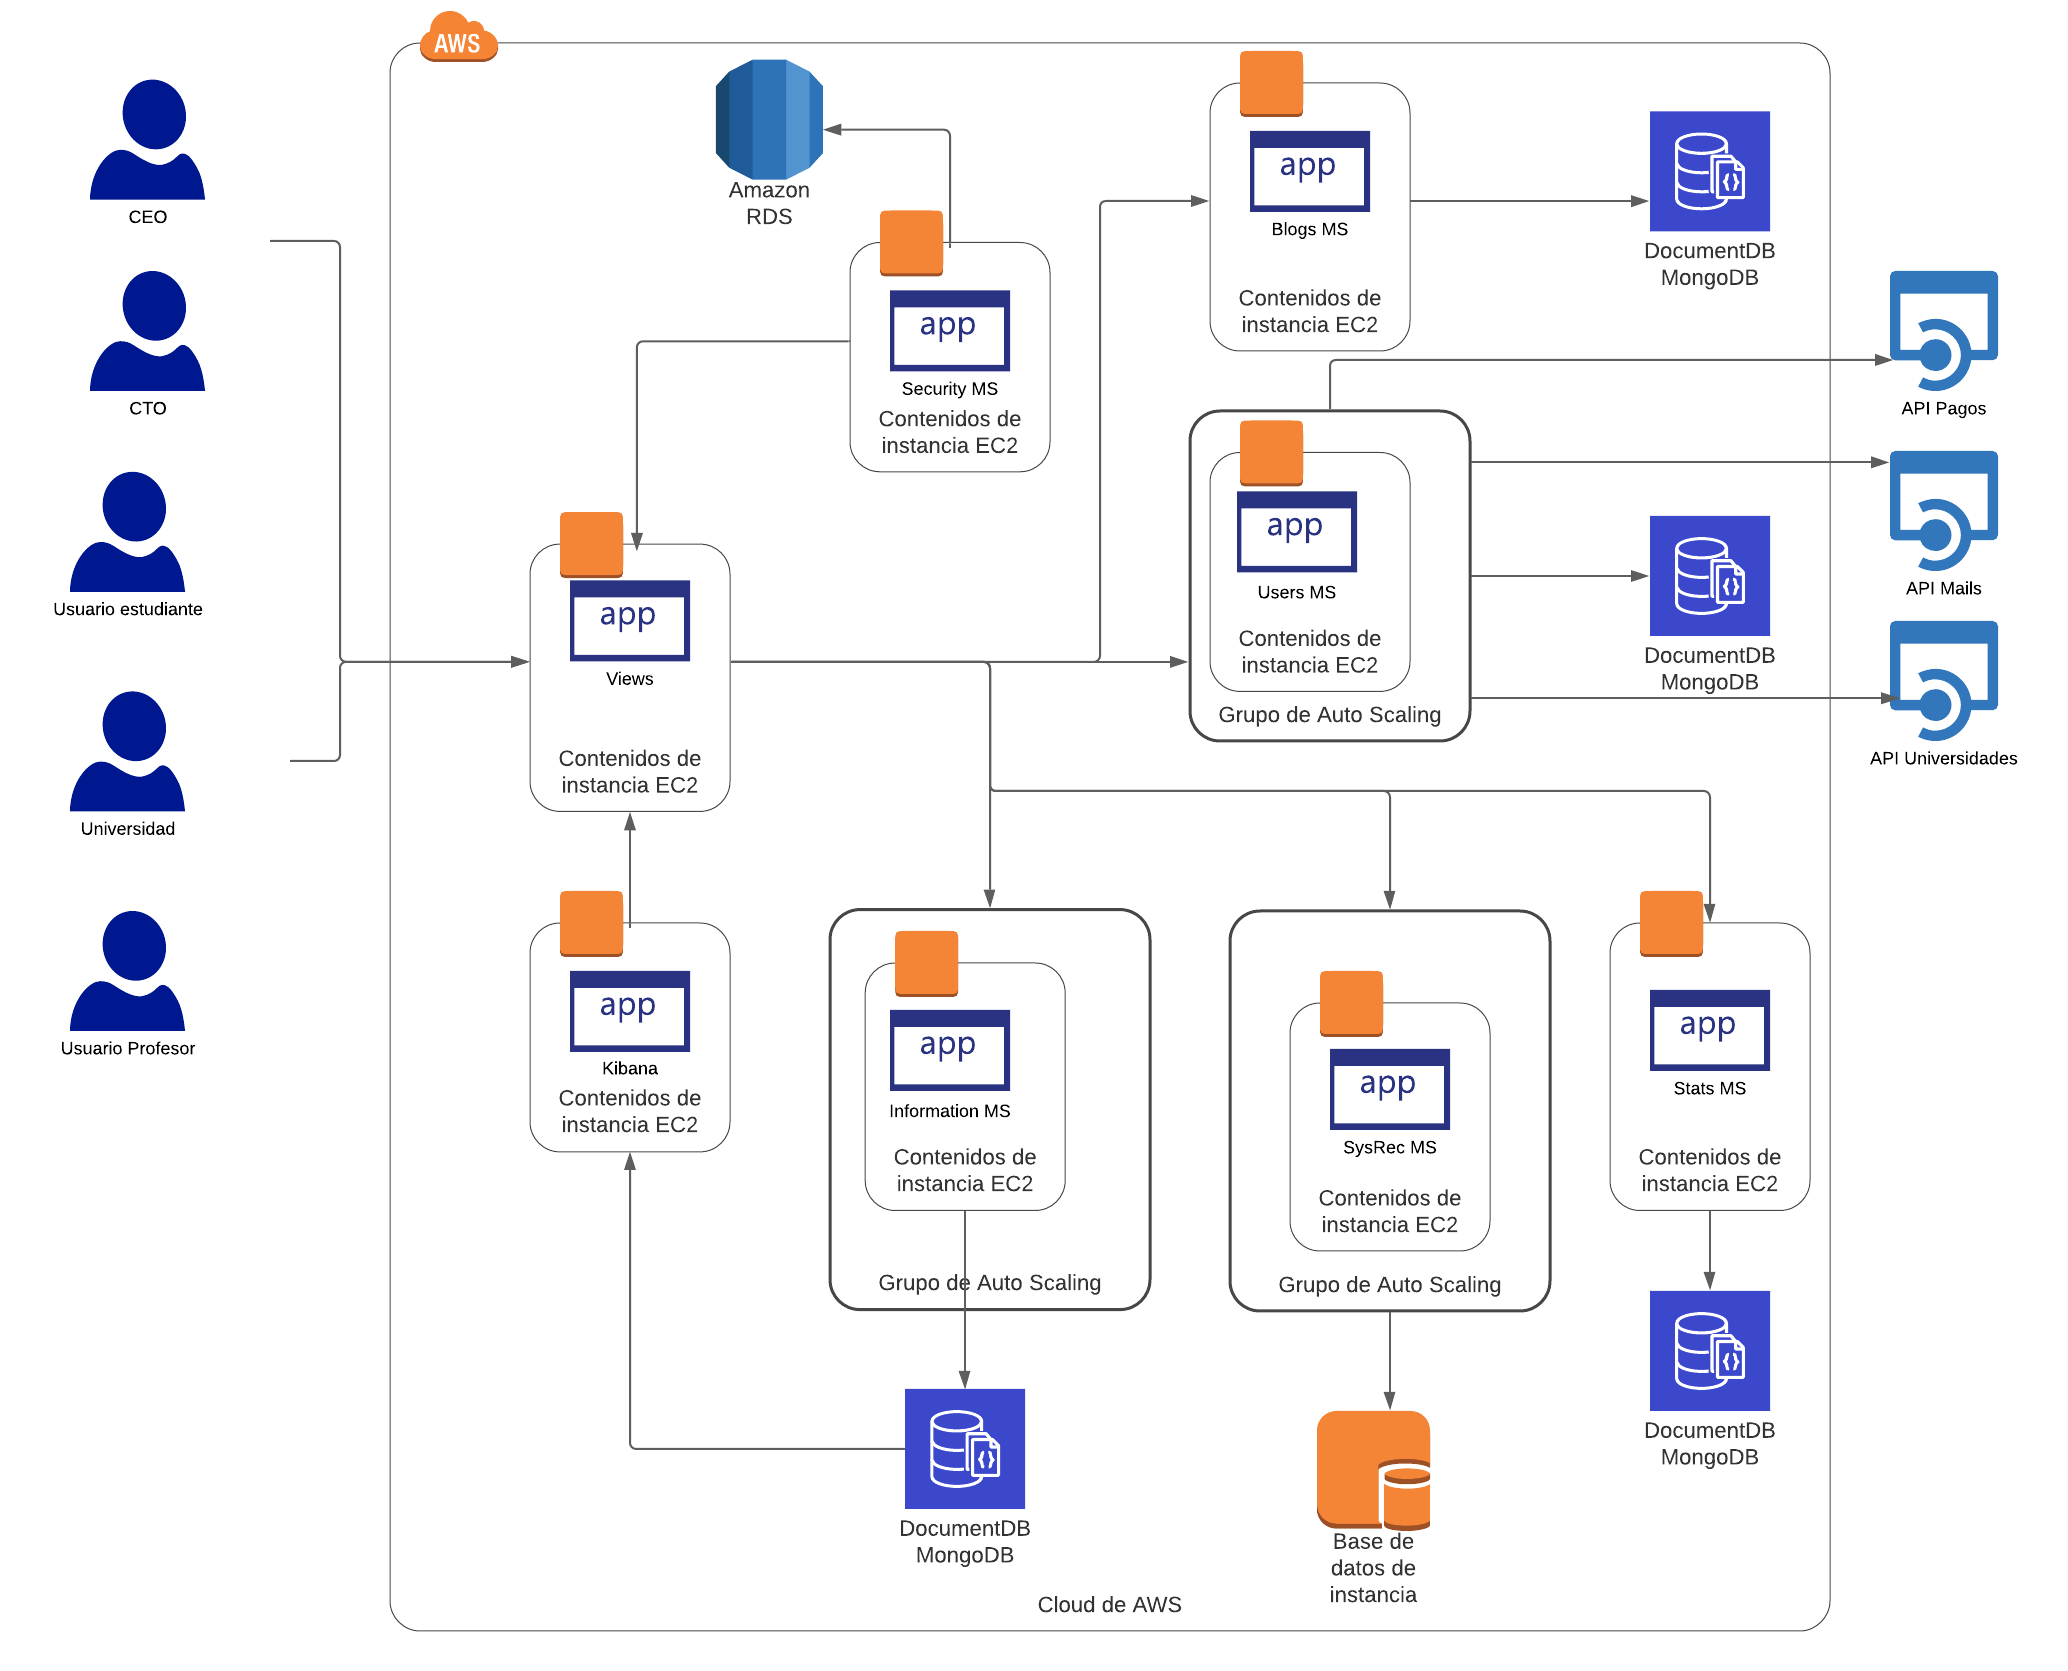 AWS
CEO
CTO
Usuario estudiante
Universidad
Usuario Profesor
Amazon
RDS
app
Security MS
Contenidos de
instancia EC2
app
Views
Contenidos de
instancia EC2
app
Kibana
Contenidos de
instancia EC2
app
Blogs MS
Contenidos de
instancia EC2
DocumentDB
MongoDB
app
Users MS
Contenidos de
instancia EC2
Grupo de Auto Scaling
DocumentDB
MongoDB
API Pagos
API Mails
API Universidades
app
Information MS
Contenidos de
instancia EC2
Grupo de Auto Scaling
DocumentDB
MongoDB
app
SysRec MS
Contenidos de
instancia EC2
Grupo de Auto Scaling
Base de
datos de
instancia
app
Stats MS
Contenidos de
instancia EC2
DocumentDB
MongoDB
Cloud de AWS